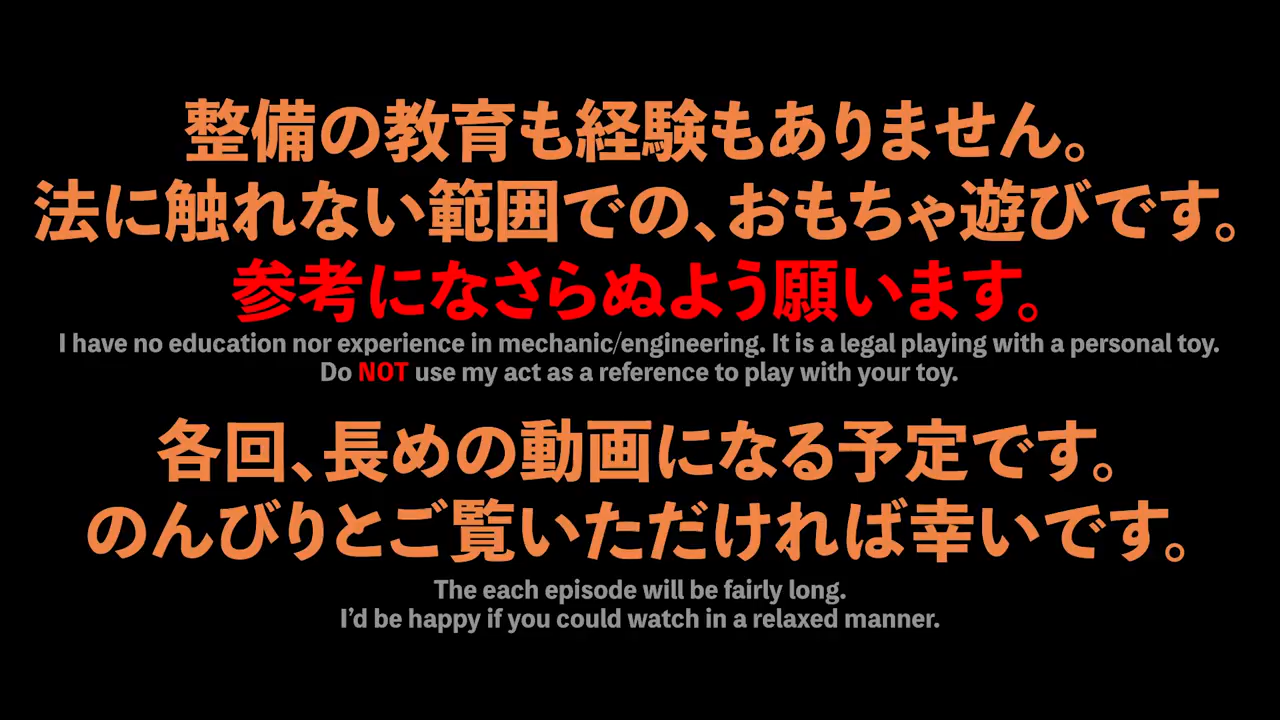 整備の教育も経験もありません。
法に触れない範囲での、おもちゃ遊びです。
参考になさらぬよう願います。
I have no education nor experience in mechanic/engineering. It is a legal playing with a personal toy.
Do NOT use my act as a reference to play with your toy.
各回、長めの動画になる予定です。
のんびりとご覧いただければ幸いです。
The each episode will be fairly long.
I’d be happy if you could watch in a relaxed manner.